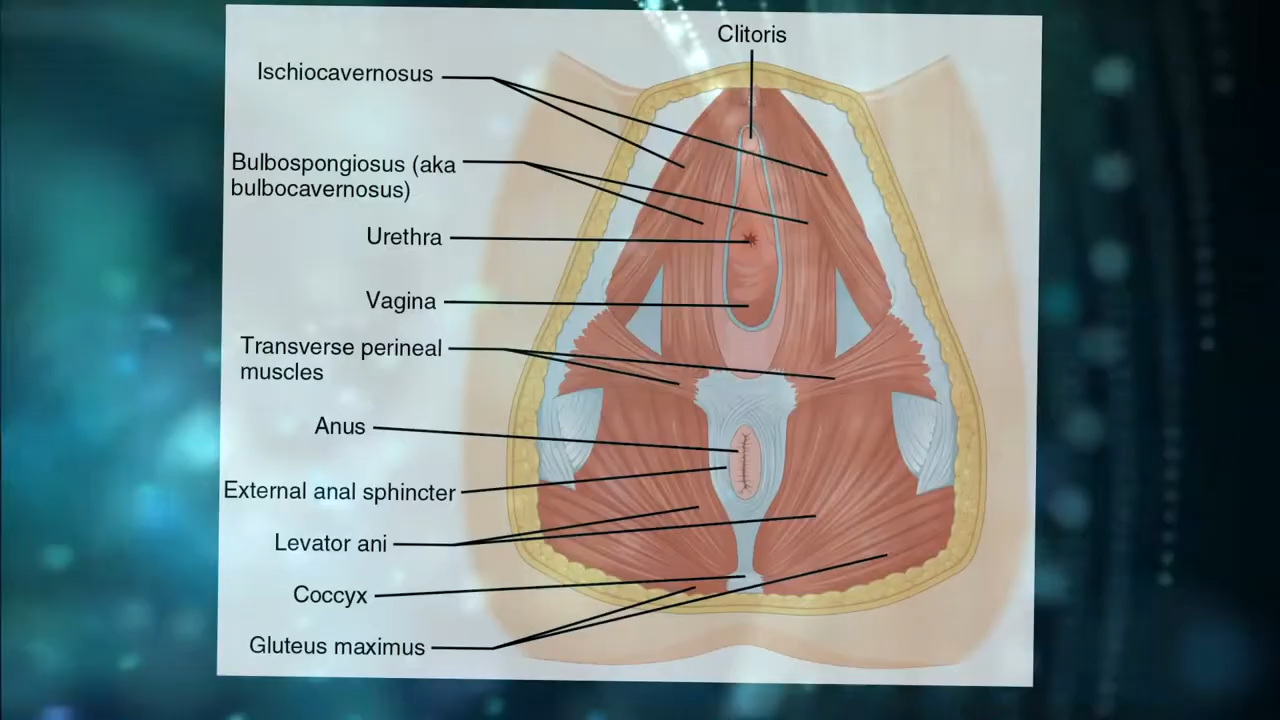 Clitoris
Ischiocavernosus
Bulbospongiosus (aka
bulbocavernosus)
Urethra
Vagina
Transverse perineal
muscles
Anus
External anal sphincter
Levator ani
Coccyx
Gluteus maximus